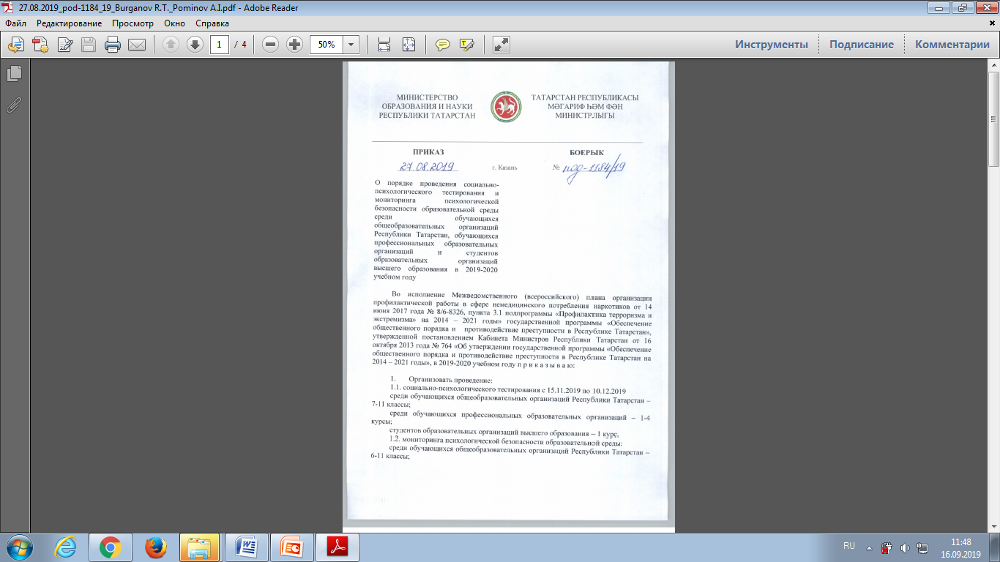 27.08.2019_pod-1184_19_Burganov R.T._Pominov A.I.pdf - Adobe Reader
Файл Редактирование Просмотр Окно Справка
1 / 4 50% Инструменты Подписание Комментарии
МИНИСТЕРСТВО
ОБРАЗОВАНИЯ И НАУКИ
РЕСПУБЛИКИ ТАТАРСТАН
ТАТАРСТАН РЕСПУБЛИКАСЫ
МӘГАРИФ ҺӘМ ФӘН
МИНИСТРЛЫГЫ
ПРИКАЗ
БОЕРЫК
27.08.2019 г. Казань № под-1184/19
О порядке проведения социально-
психологического тестирования и
мониторинга психологической
безопасности образовательной среды
среди обучающихся
общеобразовательных организаций
Республики Татарстан, обучающихся
профессиональных образовательных
организаций и студентов
образовательных организаций
высшего образования в 2019-2020
учебном году
Во исполнение Межведомственного (всероссийского) плана организации
профилактической работы в сфере немедицинского потребления наркотиков от 14
июня 2017 года № 8/6-8326, пункта 3.1 подпрограммы «Профилактика терроризма и
экстремизма» на 2014 – 2021 годы» государственной программы «Обеспечение
общественного порядка и противодействие преступности в Республике Татарстан»,
утвержденной постановлением Кабинета Министров Республики Татарстан от 16
октября 2013 года № 764 «Об утверждении государственной программы «Обеспечение
общественного порядка и противодействие преступности в Республике Татарстан на
2014 – 2021 годы», в 2019-2020 учебном году п р и к а з ы в а ю:
1. Организовать проведение:
1.1. социально-психологического тестирования с 15.11.2019 по 10.12.2019
среди обучающихся общеобразовательных организаций Республики Татарстан –
7-11 классы;
среди обучающихся профессиональных образовательных организаций – 1-4
курсы;
студентов образовательных организаций высшего образования – 1 курс,
1.2. мониторинга психологической безопасности образовательной среды:
среди обучающихся общеобразовательных организаций Республики Татарстан –
6-11 классы;
RU 11:48
16.09.2019